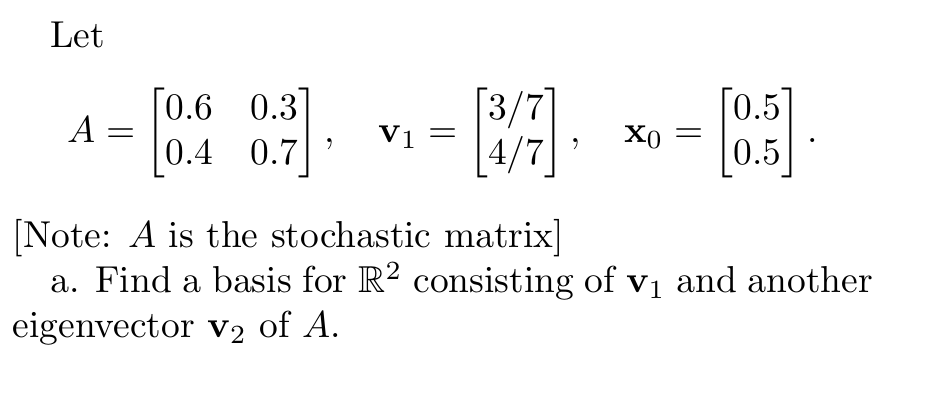 Let
A = [0.6 0.3; 0.4 0.7], v₁ = [3/7; 4/7], x₀ = [0.5; 0.5].
[Note: A is the stochastic matrix]
a. Find a basis for ℝ² consisting of v₁ and another
eigenvector v₂ of A.